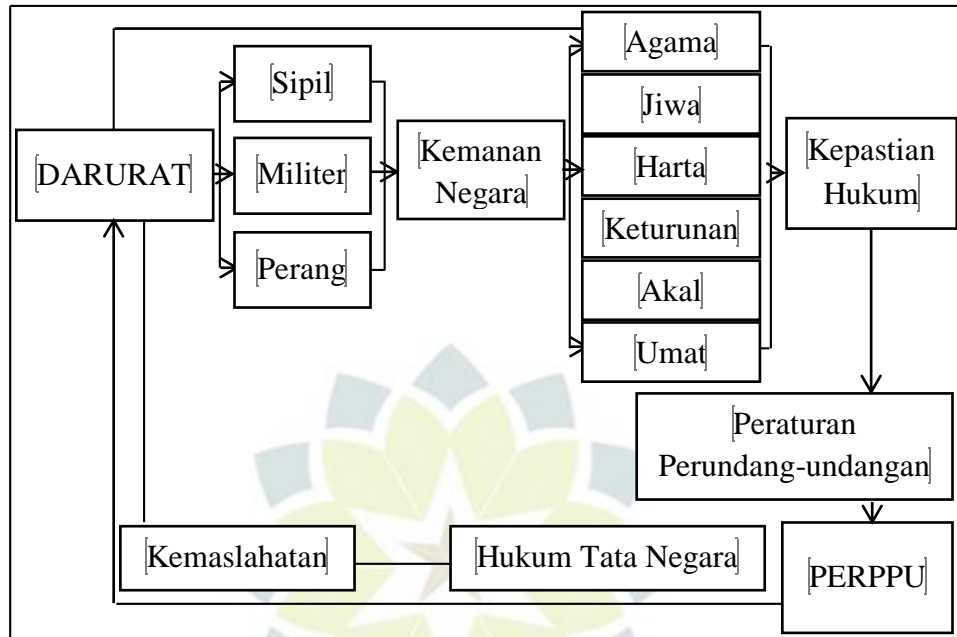 [DARURAT]
[Sipil]
[Militer]
[Perang]
[Kemanan
Negara]
[Agama]
[Jiwa]
[Harta]
[Keturunan]
[Akal]
[Umat]
[Kepastian
Hukum]
[Peraturan
Perundang-undangan]
[PERPPU]
[Kemaslahatan]
[Hukum Tata Negara]